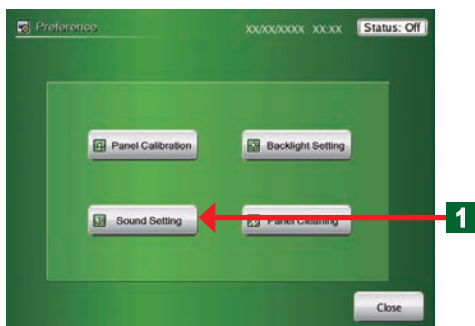 Preference XX/XX/XXXX XX:XX Status: Off
Panel Calibration Backlight Setting
Sound Setting Panel Cleaning 1
Close